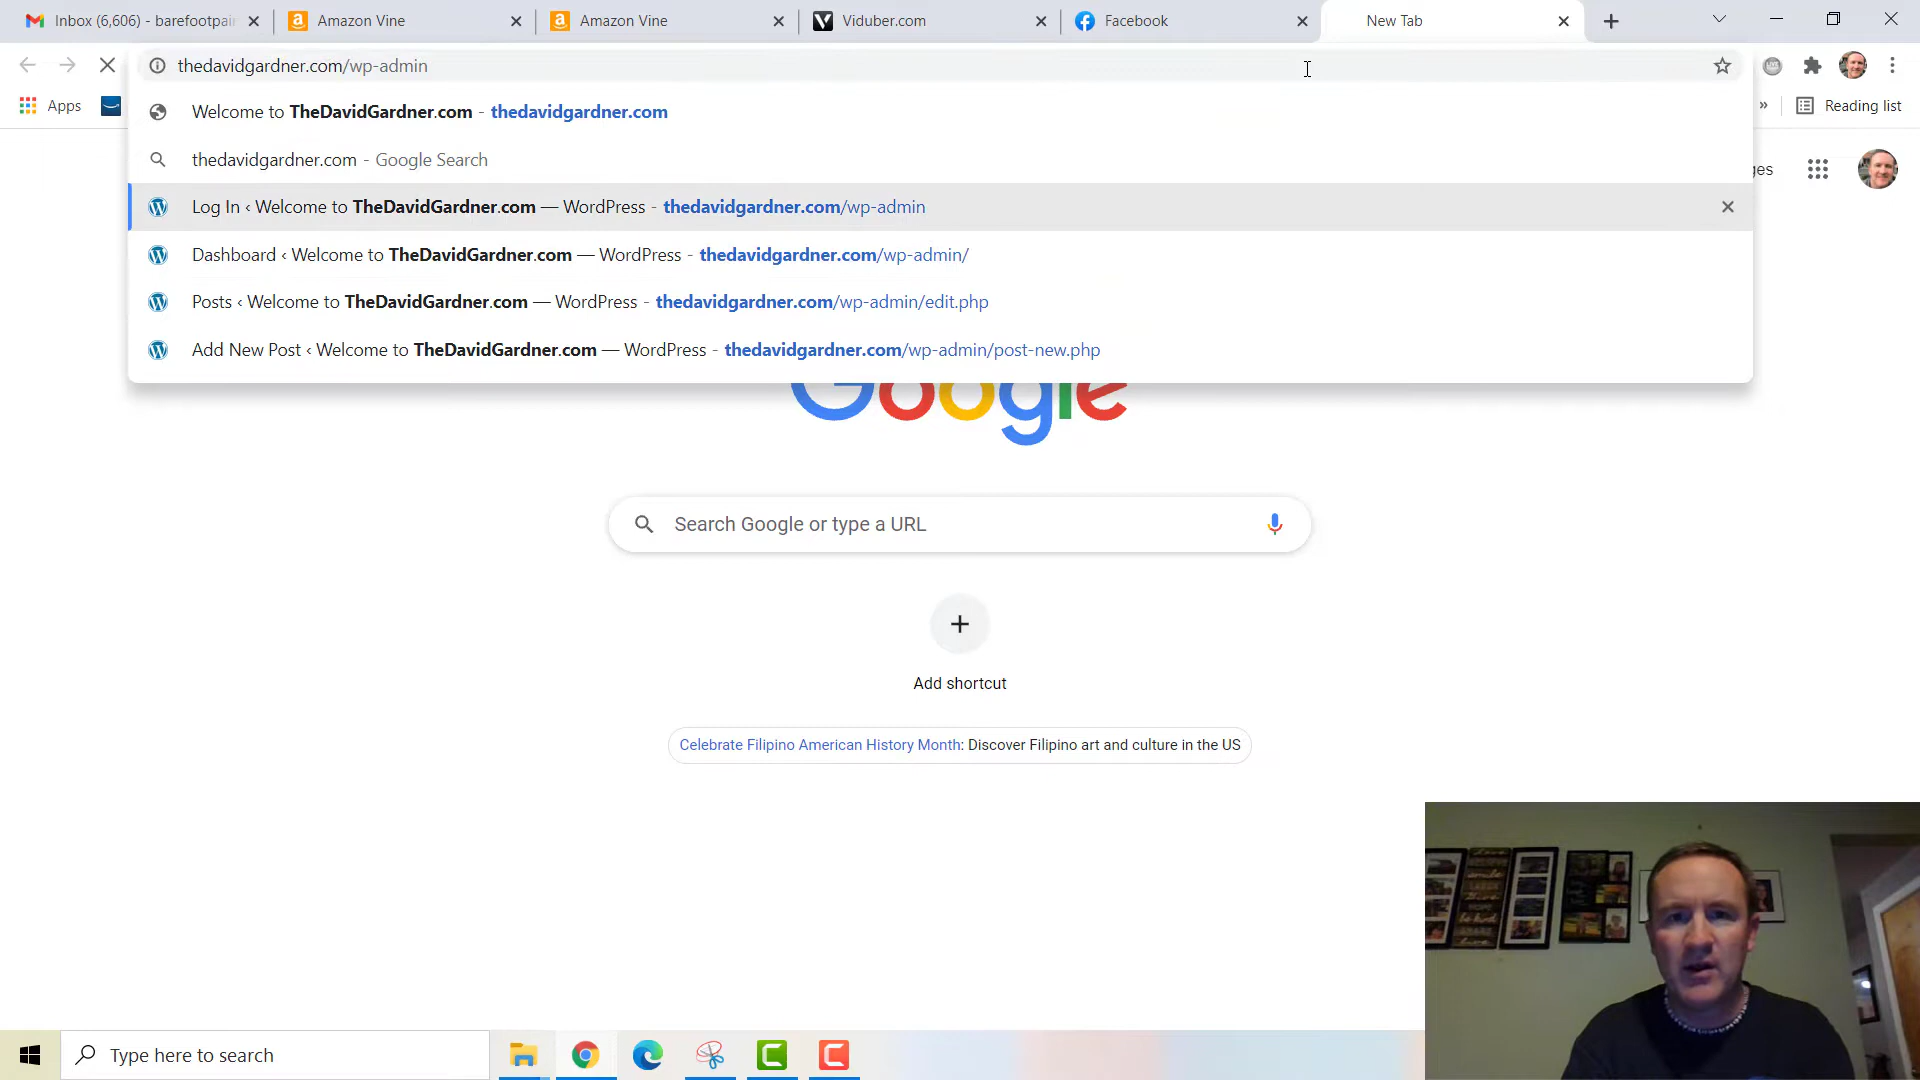 Inbox (6,606) - barefootpai
Amazon Vine
Amazon Vine
Viduber.com
Facebook
New Tab
thedavidgardner.com/wp-admin
Apps
» Reading list
Welcome to TheDavidGardner.com - thedavidgardner.com
thedavidgardner.com - Google Search
Log In ‹ Welcome to TheDavidGardner.com — WordPress - thedavidgardner.com/wp-admin
Dashboard ‹ Welcome to TheDavidGardner.com — WordPress - thedavidgardner.com/wp-admin/
Posts ‹ Welcome to TheDavidGardner.com — WordPress - thedavidgardner.com/wp-admin/edit.php
Add New Post ‹ Welcome to TheDavidGardner.com — WordPress - thedavidgardner.com/wp-admin/post-new.php
Google
Search Google or type a URL
Add shortcut
Celebrate Filipino American History Month: Discover Filipino art and culture in the US
Type here to search